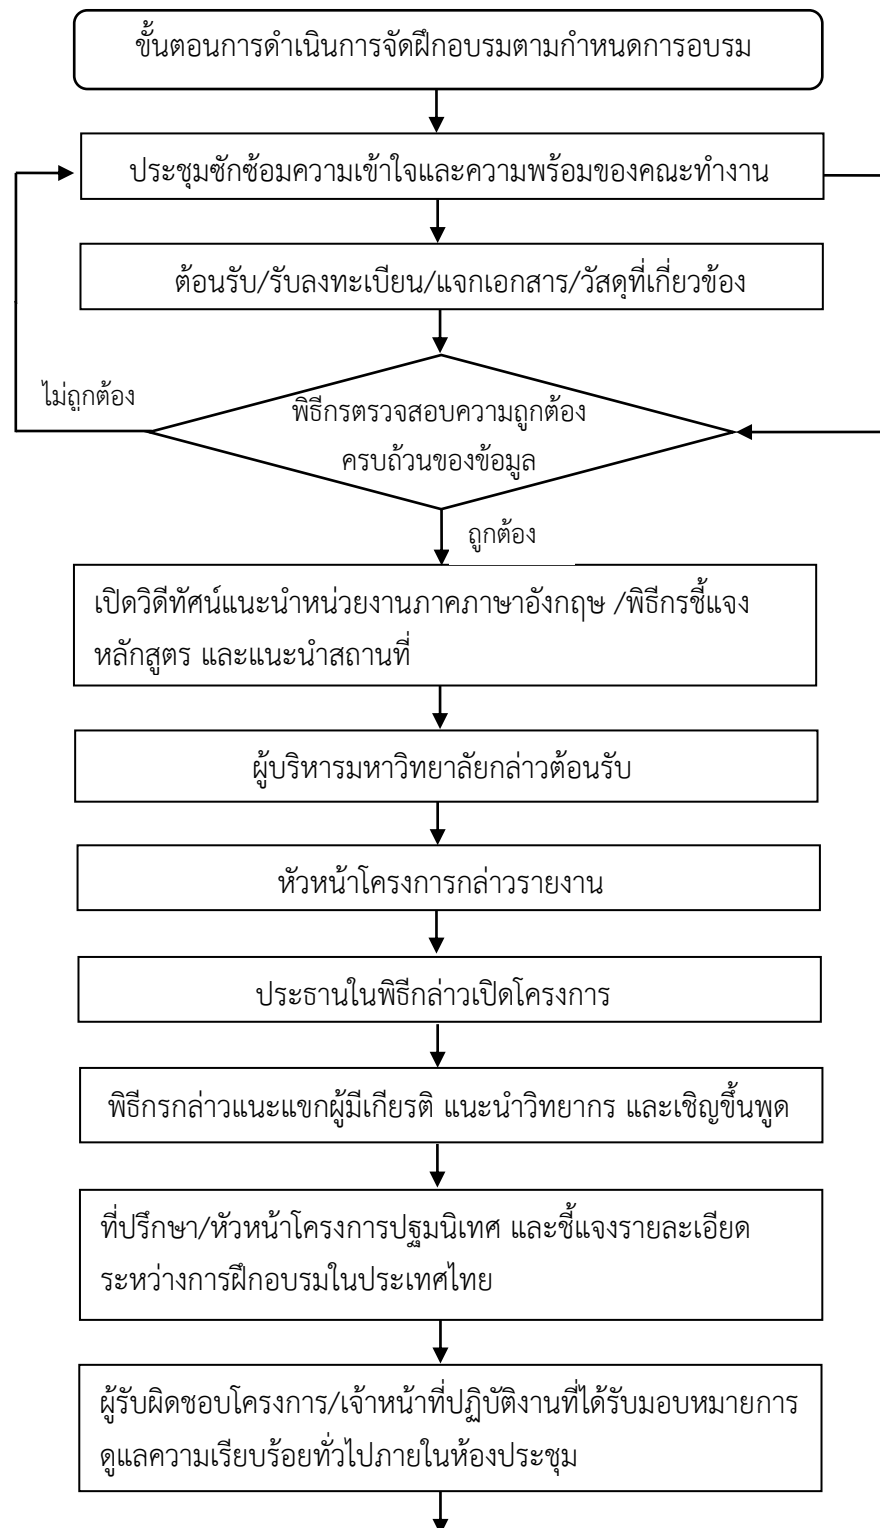 ขั้นตอนการดำเนินการจัดฝึกอบรมตามกำหนดการอบรม
ประชุมซักซ้อมความเข้าใจและความพร้อมของคณะทำงาน
ต้อนรับ/รับลงทะเบียน/แจกเอกสาร/วัสดุที่เกี่ยวข้อง
ไม่ถูกต้อง
พิธีกรตรวจสอบความถูกต้อง
ครบถ้วนของข้อมูล
ถูกต้อง
เปิดวิดีทัศน์แนะนำหน่วยงานภาคภาษาอังกฤษ /พิธีกรชี้แจง
หลักสูตร และแนะนำสถานที่
ผู้บริหารมหาวิทยาลัยกล่าวต้อนรับ
หัวหน้าโครงการกล่าวรายงาน
ประธานในพิธีกล่าวเปิดโครงการ
พิธีกรกล่าวแนะแขกผู้มีเกียรติ แนะนำวิทยากร และเชิญขึ้นพูด
ที่ปรึกษา/หัวหน้าโครงการปฐมนิเทศ และชี้แจงรายละเอียด
ระหว่างการฝึกอบรมในประเทศไทย
ผู้รับผิดชอบโครงการ/เจ้าหน้าที่ปฏิบัติงานที่ได้รับมอบหมายการ
ดูแลความเรียบร้อยทั่วไปภายในห้องประชุม